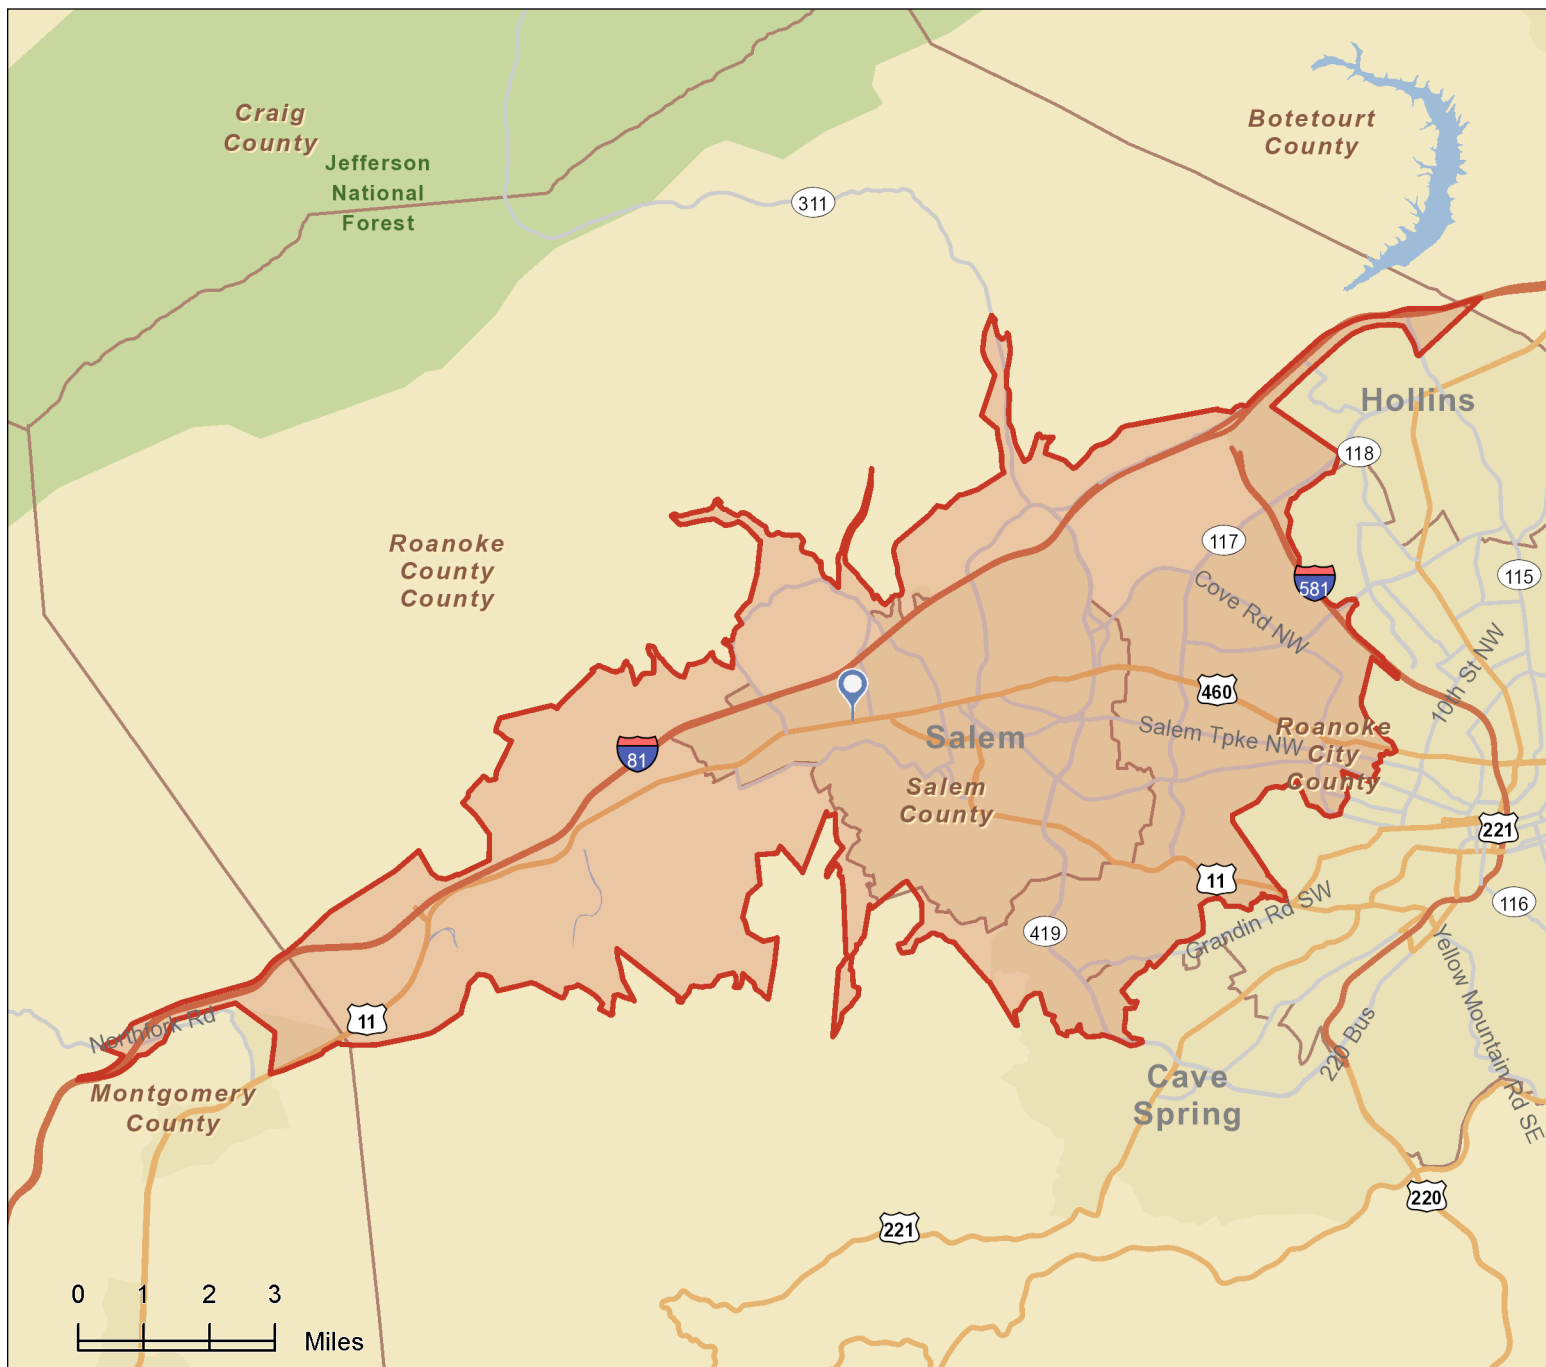 Craig
County
Jefferson
National
Forest
Botetourt
County
311
Hollins
118
Roanoke
County
County
117
115
581
Cove Rd NW
10th St NW
460
Salem
Salem Tpke NW
Roanoke
City
County
81
Salem
County
221
11
419
Grandin Rd SW
116
Yellow Mountain Rd SE
11
Northfork Rd
220 Bus
Montgomery
County
Cave
Spring
220
221
0 1 2 3
Miles